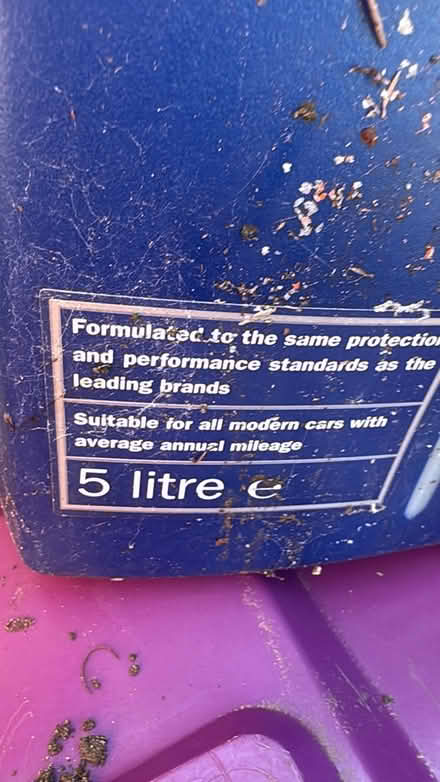 Formulated to the same protection
and performance standards as the
leading brands
Suitable for all modern cars with
average annual mileage
5 litre ℮